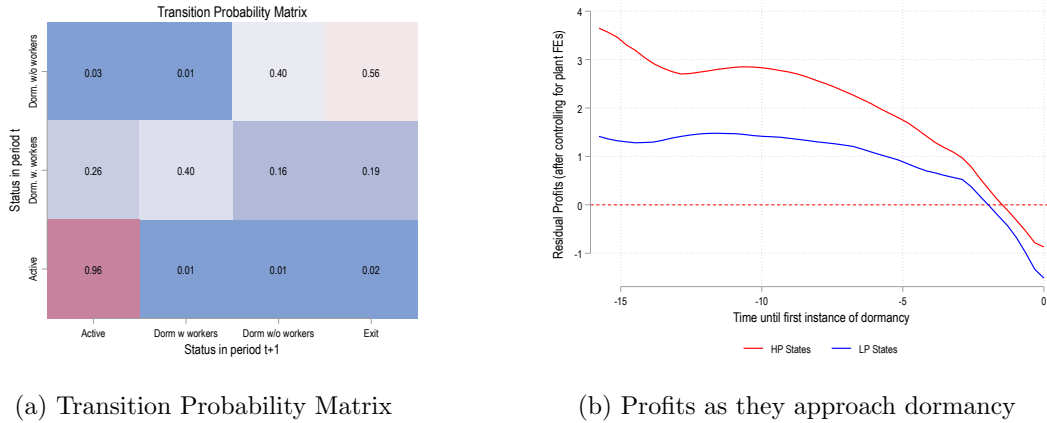 Transition Probability Matrix
Status in period t
Dorm. w/o workers
0.03 0.01 0.40 0.56
Dorm. w. workers
0.26 0.40 0.16 0.19
Active
0.96 0.01 0.01 0.02
Active Dorm w workers Dorm w/o workers Exit
Status in period t+1
(a) Transition Probability Matrix
Residual Profits (after controlling for plant FEs)
4
3
2
1
0
-1
-15 -10 -5 0
Time until first instance of dormancy
HP States LP States
(b) Profits as they approach dormancy